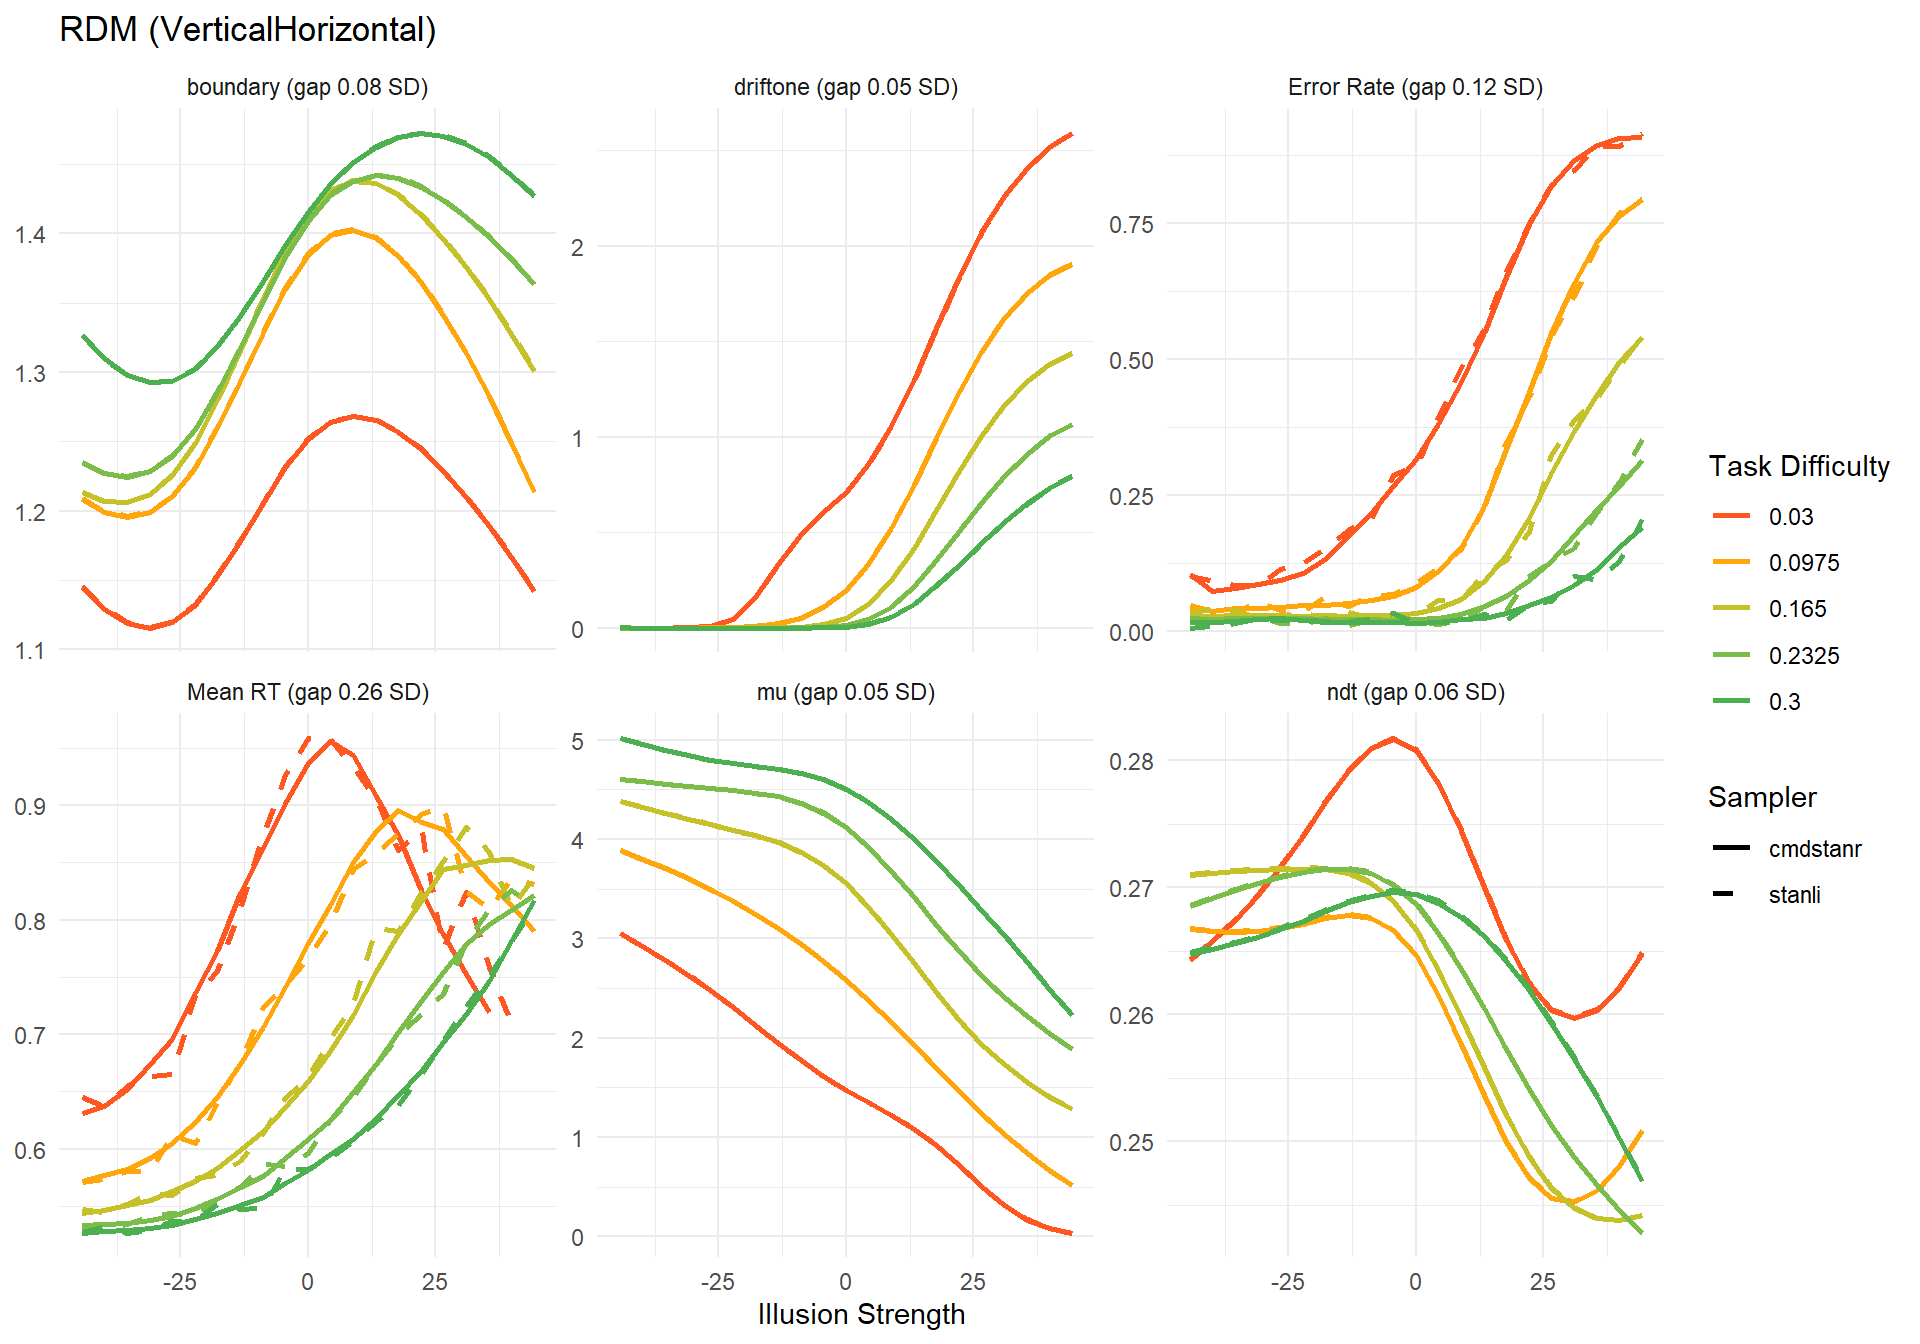 RDM (VerticalHorizontal)
boundary (gap 0.08 SD)
driftone (gap 0.05 SD)
Error Rate (gap 0.12 SD)
1.4
1.3
1.2
1.1
2
1
0
0.75
0.50
0.25
0.00
Mean RT (gap 0.26 SD)
mu (gap 0.05 SD)
ndt (gap 0.06 SD)
0.9
0.8
0.7
0.6
5
4
3
2
1
0
0.28
0.27
0.26
0.25
-25 0 25
-25 0 25
-25 0 25
Illusion Strength
Task Difficulty
0.03
0.0975
0.165
0.2325
0.3
Sampler
cmdstanr
stanli